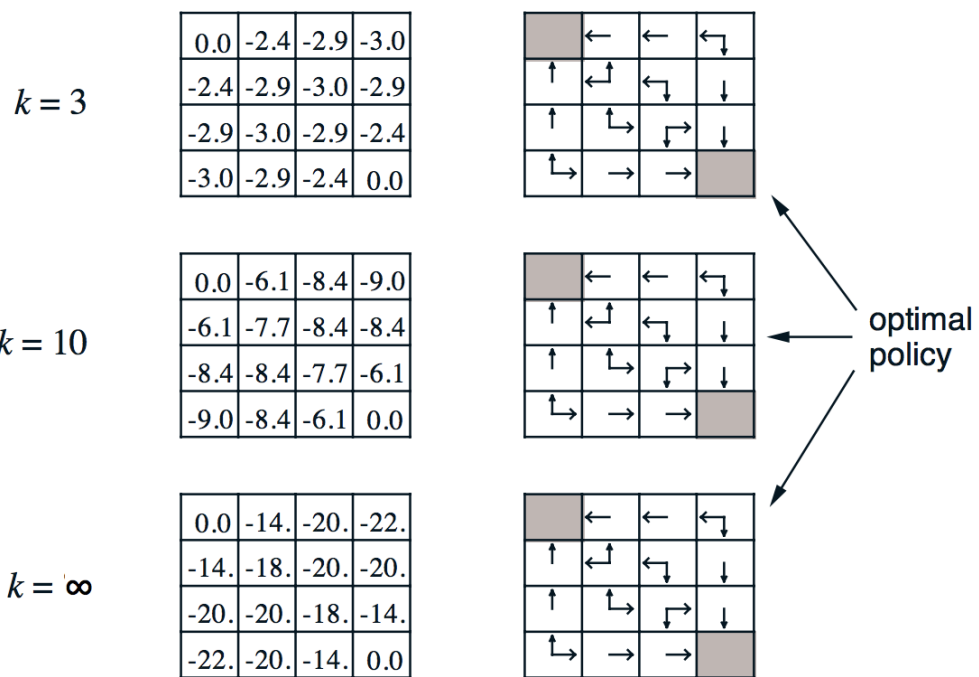 k = 3
0.0 -2.4 -2.9 -3.0
-2.4 -2.9 -3.0 -2.9
-2.9 -3.0 -2.9 -2.4
-3.0 -2.9 -2.4 0.0
k = 10
0.0 -6.1 -8.4 -9.0
-6.1 -7.7 -8.4 -8.4
-8.4 -8.4 -7.7 -6.1
-9.0 -8.4 -6.1 0.0
optimal
policy
k = ∞
0.0 -14. -20. -22.
-14. -18. -20. -20.
-20. -20. -18. -14.
-22. -20. -14. 0.0